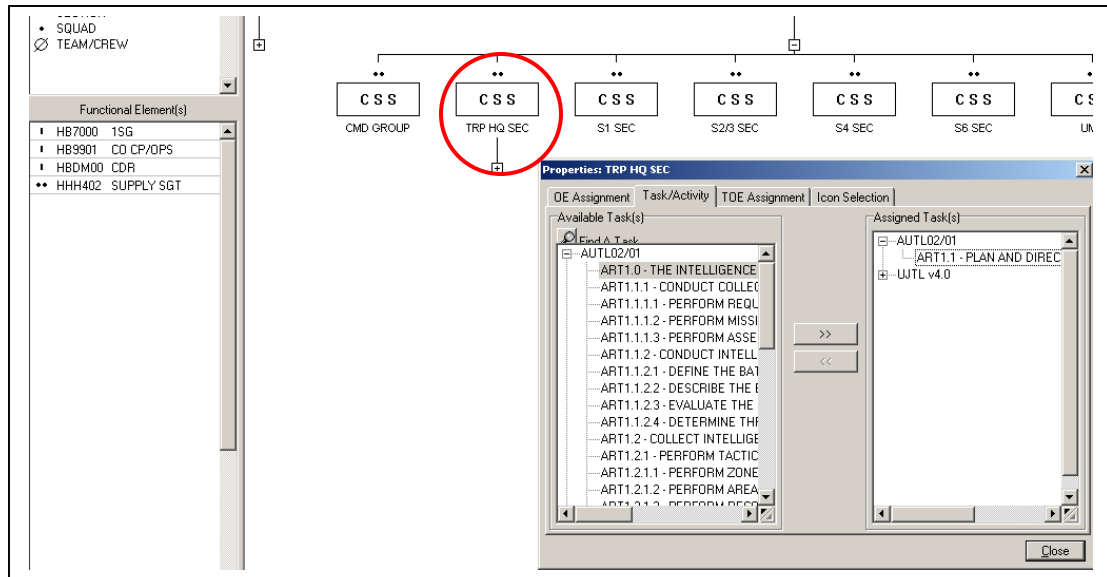 SQUAD
TEAM/CREW
Functional Element(s)
HB7000 1SG
HB9901 CO CP/OPS
HBDM00 CDR
HHH402 SUPPLY SGT
CSS CSS CSS CSS CSS CSS
CMD GROUP TRP HQ SEC S1 SEC S2/3 SEC S4 SEC S6 SEC
Properties: TRP HQ SEC
OE Assignment Task/Activity TOE Assignment Icon Selection
Available Task(s)
Find A Task
AUTL02/01
ART1.0 - THE INTELLIGENCE
ART1.1.1 - CONDUCT COLLEC
ART1.1.1.1 - PERFORM REQU
ART1.1.1.2 - PERFORM MISSI
ART1.1.1.3 - PERFORM ASSE
ART1.1.2 - CONDUCT INTELL
ART1.1.2.1 - DEFINE THE BAT
ART1.1.2.2 - DESCRIBE THE
ART1.1.2.3 - EVALUATE THE
ART1.1.2.4 - DETERMINE THR
ART1.2 - COLLECT INTELLIGE
ART1.2.1 - PERFORM TACTIC
ART1.2.1.1 - PERFORM ZONE
ART1.2.1.2 - PERFORM AREA
>>
<<
Assigned Task(s)
AUTL02/01
ART1.1 - PLAN AND DIREC
UJTL v4.0
Close